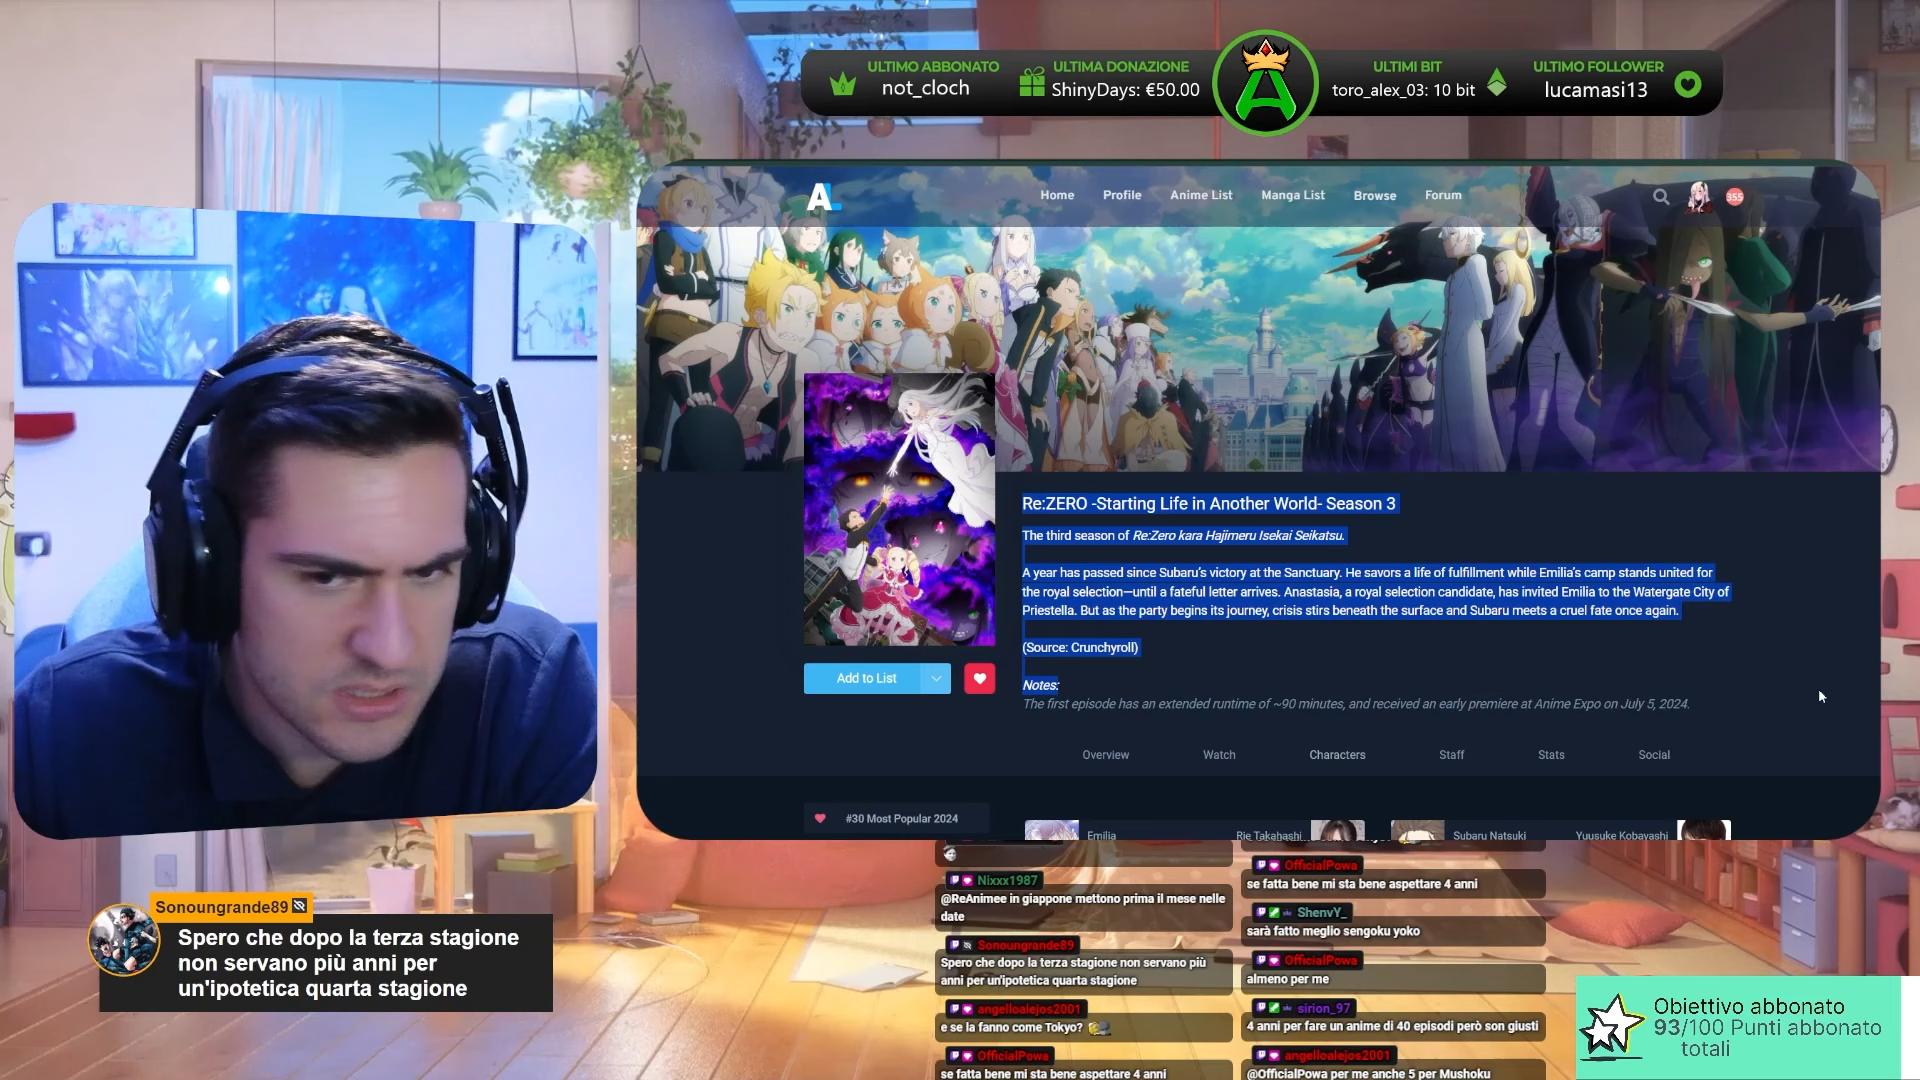 ULTIMO ABBONATO
not_cloch
ULTIMA DONAZIONE
ShinyDays: €50.00
ULTIMI BIT
toro_alex_03: 10 bit
ULTIMO FOLLOWER
lucamasi13
Home Profile Anime List Manga List Browse Forum
355
Re:ZERO -Starting Life in Another World- Season 3
The third season of Re:Zero kara Hajimeru Isekai Seikatsu.
A year has passed since Subaru's victory at the Sanctuary. He savors a life of fulfillment while Emilia's camp stands united for
the royal selection—until a fateful letter arrives. Anastasia, a royal selection candidate, has invited Emilia to the Watergate City of
Priestella. But as the party begins its journey, crisis stirs beneath the surface and Subaru meets a cruel fate once again.
(Source: Crunchyroll)
Notes:
The first episode has an extended runtime of ~90 minutes, and received an early premiere at Anime Expo on July 5, 2024.
Add to List
Overview Watch Characters Staff Stats Social
#30 Most Popular 2024
Emilia Rie Takahashi
Subaru Natsuki Yuusuke Kobayashi
Sonoungrande89
Spero che dopo la terza stagione
non servano più anni per
un'ipotetica quarta stagione
Nixxx1987
@ReAnimee in giappone mettono prima il mese nelle
date
Sonoungrande89
Spero che dopo la terza stagione non servano più
anni per un'ipotetica quarta stagione
angelloalejos2001
e se la fanno come Tokyo?
OfficialPowa
se fatta bene mi sta bene aspettare 4 anni
OfficialPowa
se fatta bene mi sta bene aspettare 4 anni
ShenvY_
sarà fatto meglio sengoku yoko
OfficialPowa
almeno per me
sirion_97
4 anni per fare un anime di 40 episodi però son giusti
angelloalejos2001
@OfficialPowa per me anche 5 per Mushoku
Obiettivo abbonato
93/100 Punti abbonato
totali